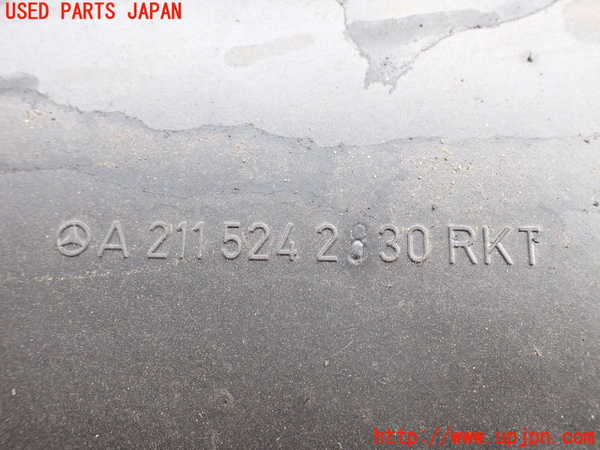 USED PARTS JAPAN
A 211 524 2830 RKT
http://www.upjpn.com